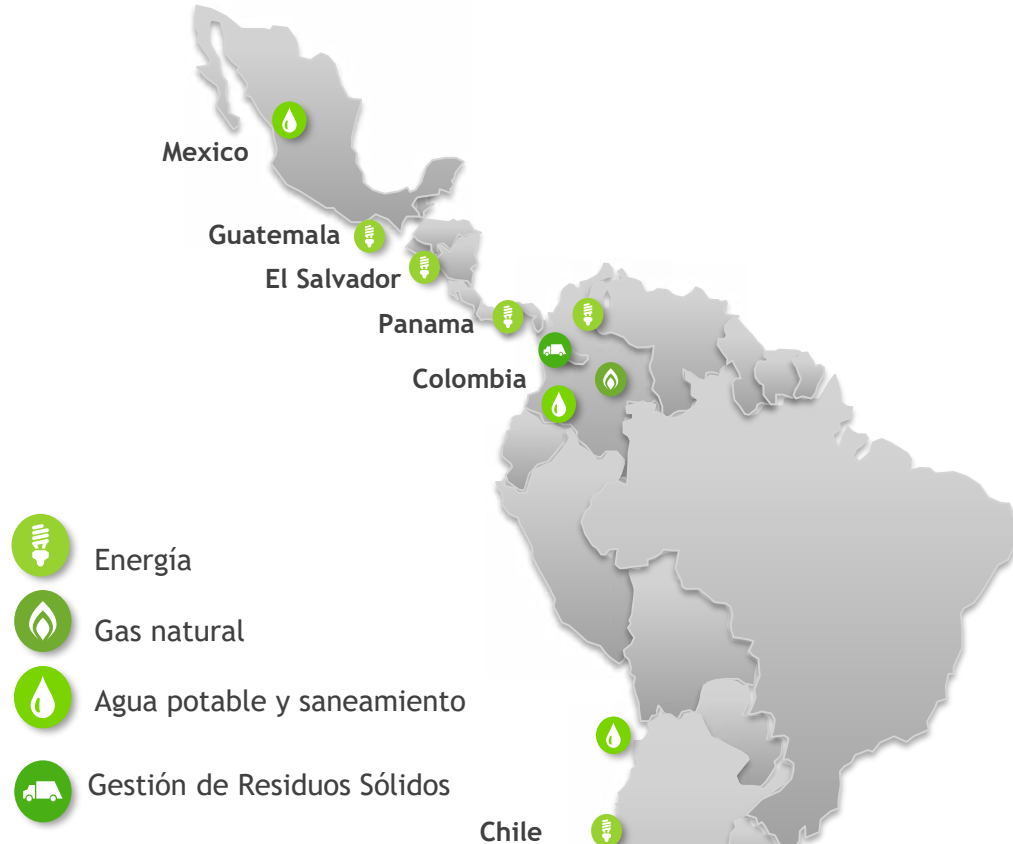 Mexico
Guatemala
El Salvador
Panama
Colombia
Energía
Gas natural
Agua potable y saneamiento
Gestión de Residuos Sólidos
Chile